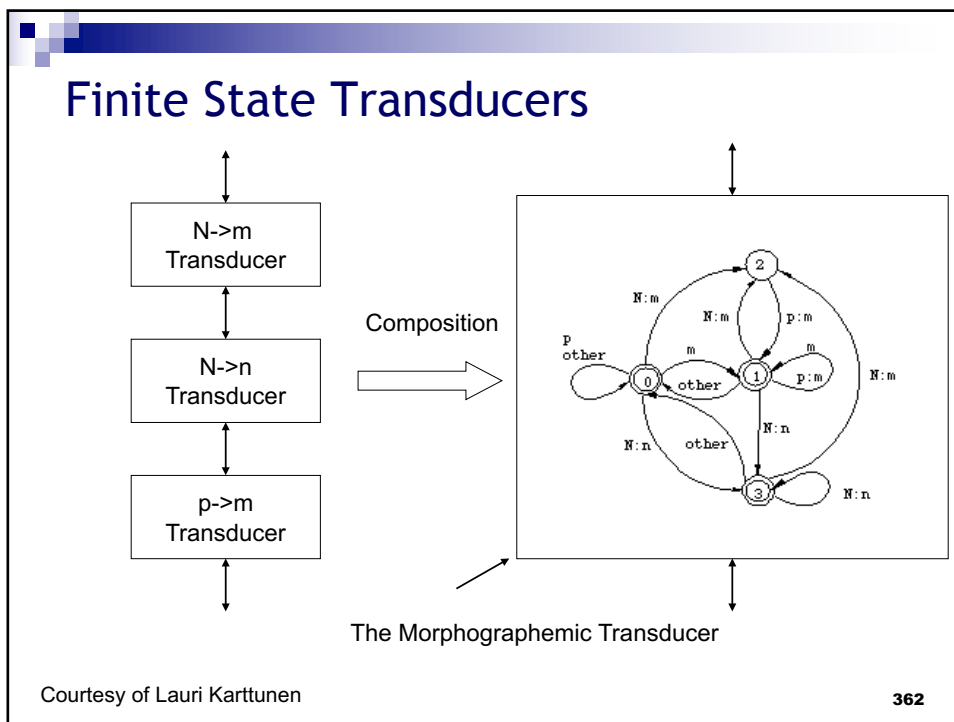 Finite State Transducers
N->m
Transducer
N->n
Transducer
p->m
Transducer
Composition
2
N:m
N:m
p:m
p
other
m
m
0
other
1
p:m
N:m
N:n
other
N:n
3
N:n
The Morphographemic Transducer
Courtesy of Lauri Karttunen
362